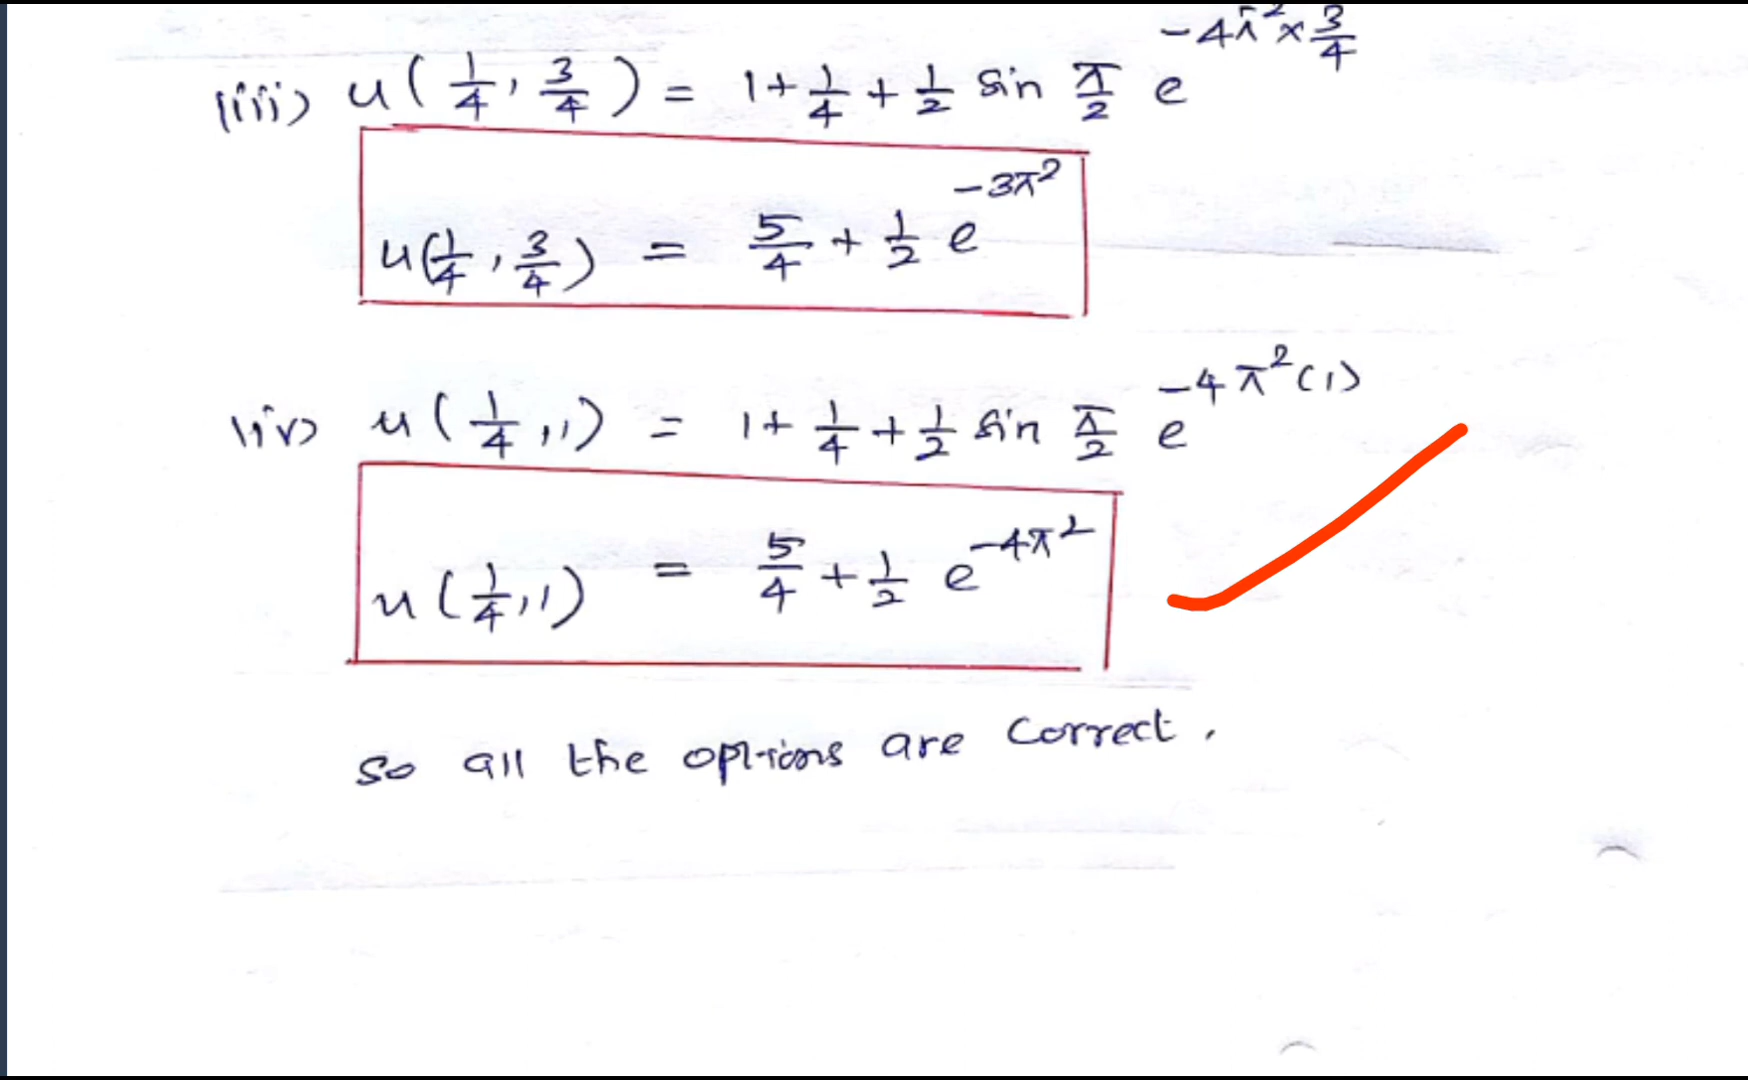 (iii) u(1/4, 3/4) = 1 + 1/4 + 1/2 sin π/2 e^(-4π² × 3/4)
u(1/4, 3/4) = 5/4 + 1/2 e^(-3π²)
(iv) u(1/4, 1) = 1 + 1/4 + 1/2 sin π/2 e^(-4π²(1))
u(1/4, 1) = 5/4 + 1/2 e^(-4π²)
So all the options are correct.